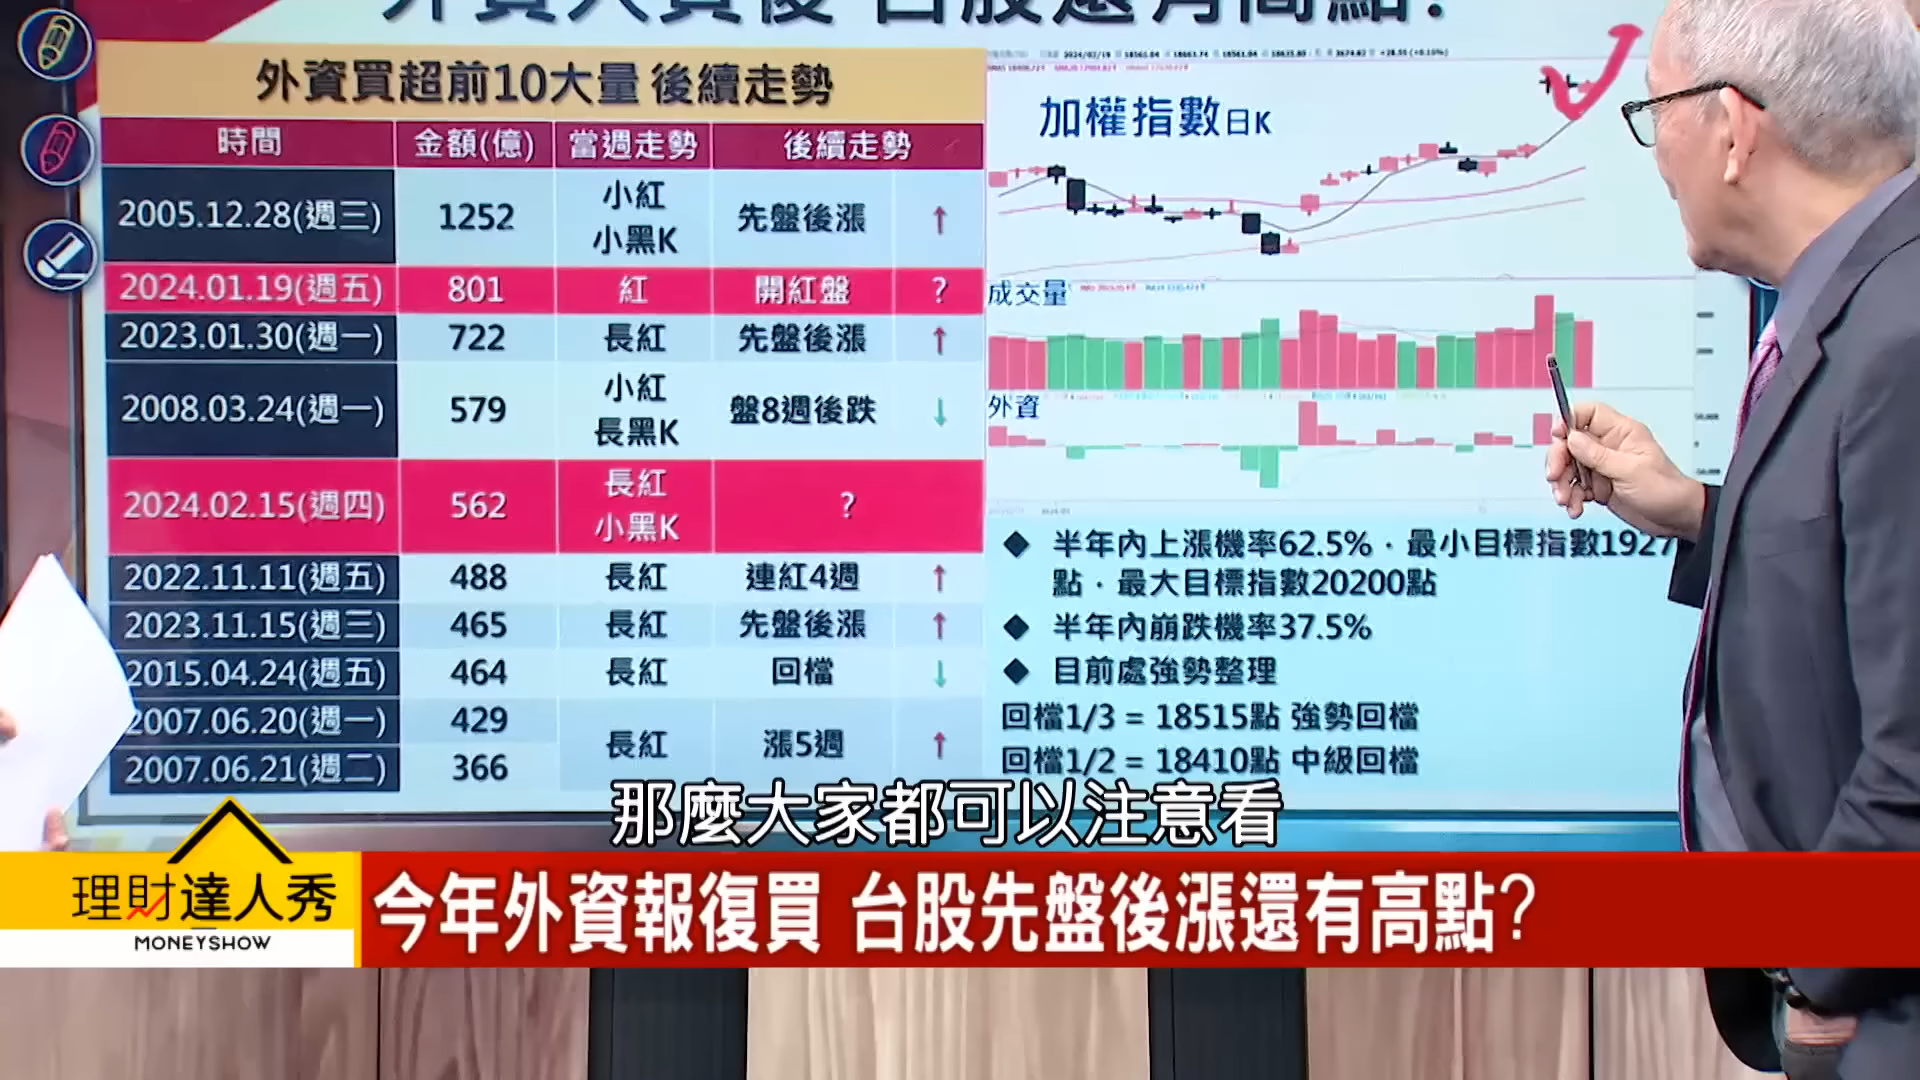 外資大買後 台股還有高點?
外資買超前10大量 後續走勢
時間 金額(億) 當週走勢 後續走勢
2005.12.28(週三) 1252 小紅 小黑K 先盤後漲 ↑
2024.01.19(週五) 801 紅 開紅盤 ?
2023.01.30(週一) 722 長紅 先盤後漲 ↑
2008.03.24(週一) 579 小紅 長黑K 盤8週後跌 ↓
2024.02.15(週四) 562 長紅 小黑K ?
2022.11.11(週五) 488 長紅 連紅4週 ↑
2023.11.15(週三) 465 長紅 先盤後漲 ↑
2015.04.24(週五) 464 長紅 回檔 ↓
2007.06.20(週一) 429 長紅 漲5週 ↑
2007.06.21(週二) 366
加權指數日K
成交量
外資
◆ 半年內上漲機率62.5%，最小目標指數1927
點，最大目標指數20200點
◆ 半年內崩跌機率37.5%
◆ 目前處強勢整理
回檔1/3 = 18515點 強勢回檔
回檔1/2 = 18410點 中級回檔
那麼大家都可以注意看
理財達人秀
MONEYSHOW
今年外資報復買 台股先盤後漲還有高點?